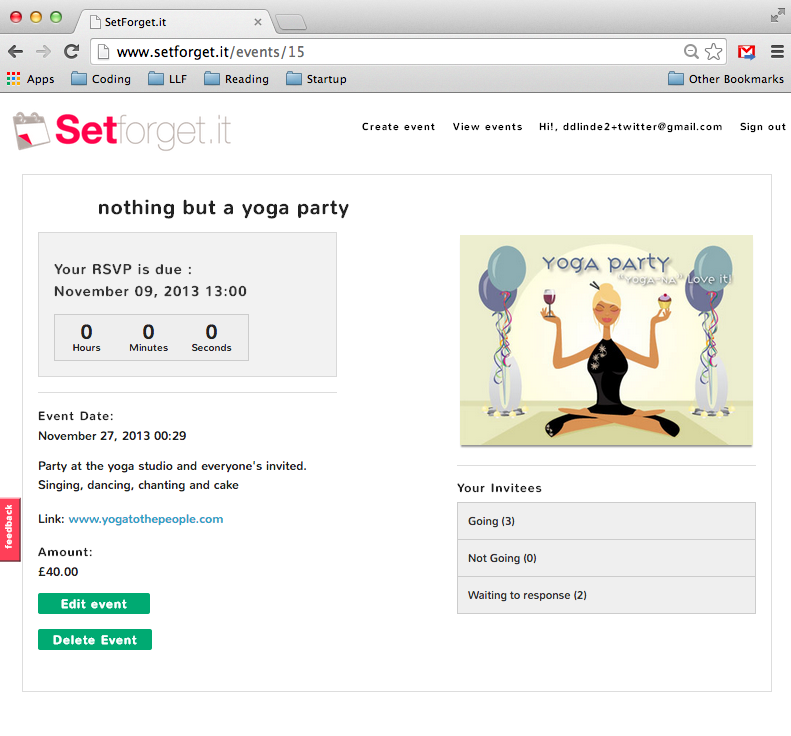 SetForget.it
www.setforget.it/events/15
Apps
Coding
LLF
Reading
Startup
Other Bookmarks
Setforget.it
Create event
View events
Hi!, ddlinde2+twitter@gmail.com
Sign out
nothing but a yoga party
Your RSVP is due :
November 09, 2013 13:00
0 0 0
Hours Minutes Seconds
Event Date:
November 27, 2013 00:29
Party at the yoga studio and everyone's invited.
Singing, dancing, chanting and cake
Link: www.yogatothepeople.com
Amount:
£40.00
Edit event
Delete Event
feedback
YOGA PARTY
"YOGA-NA" Love it!
Your Invitees
Going (3)
Not Going (0)
Waiting to response (2)